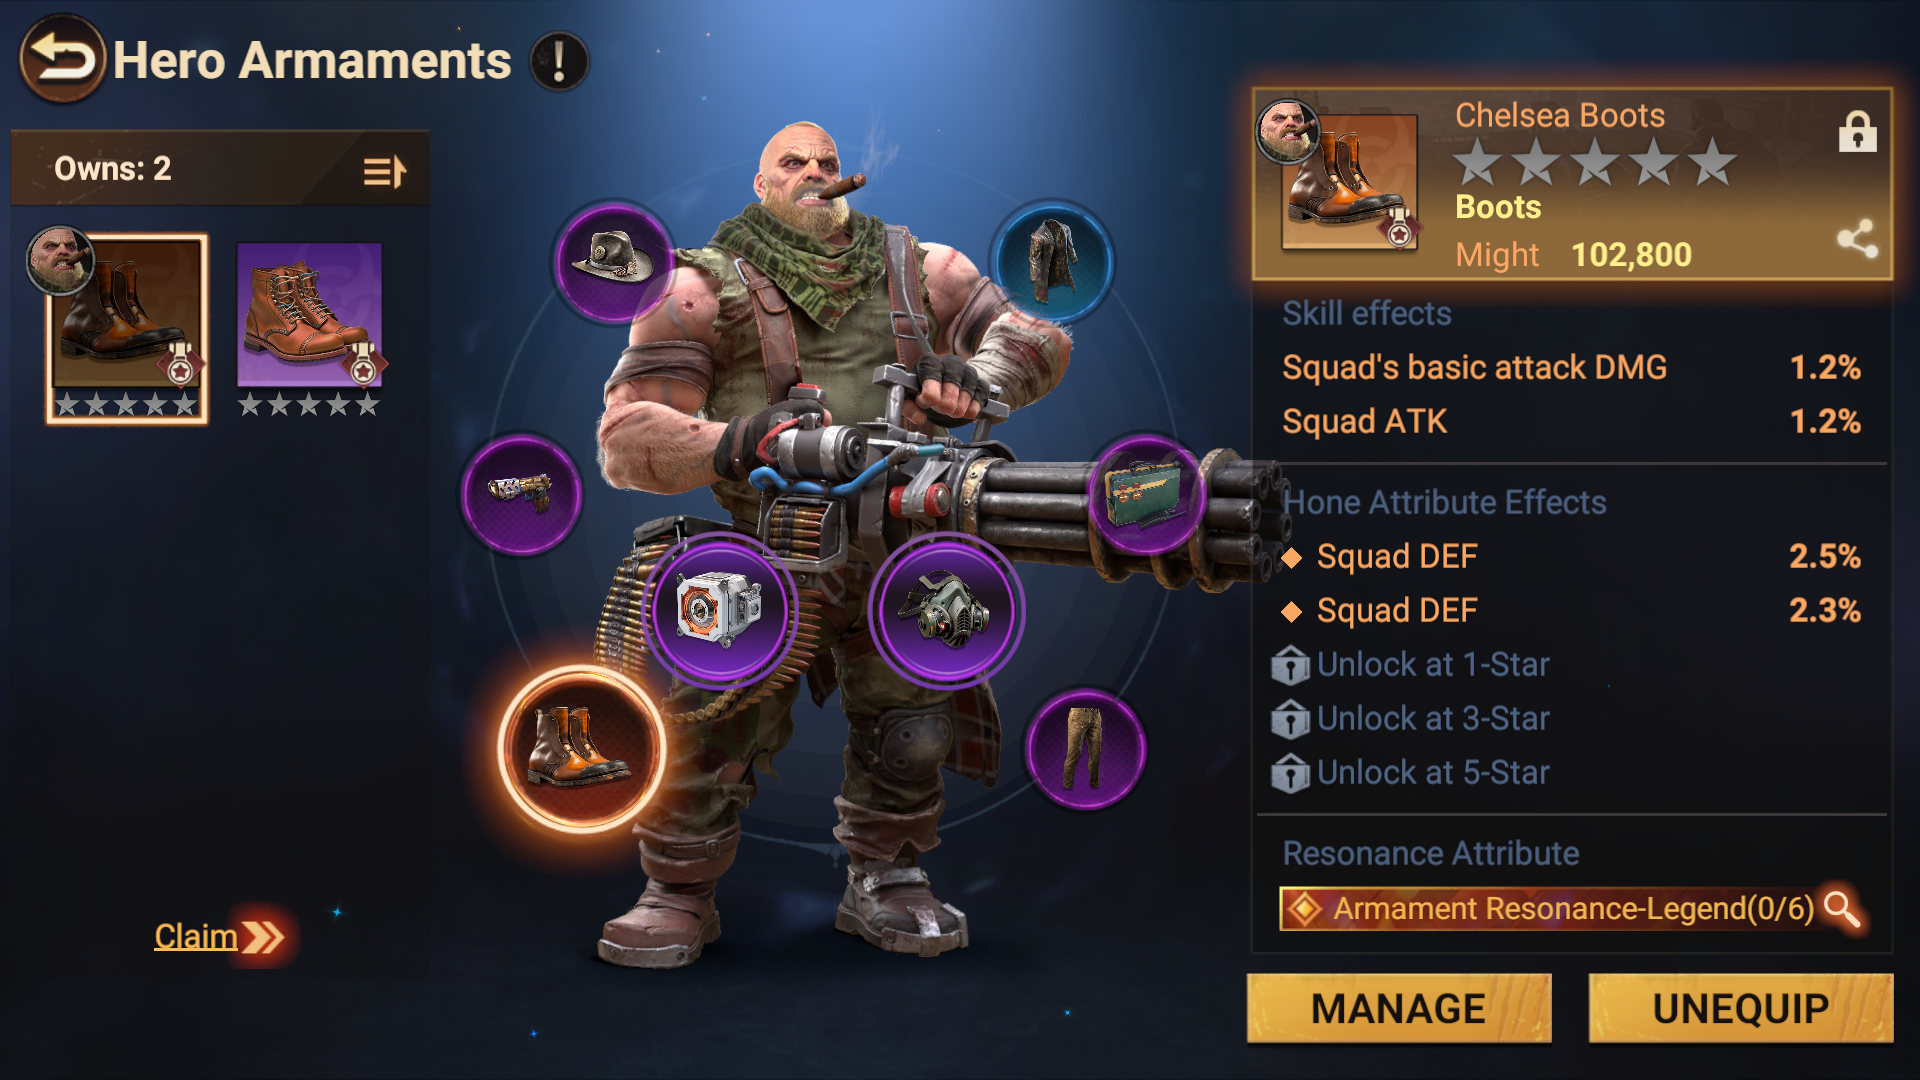 Hero Armaments
Owns: 2
Claim
Chelsea Boots
Boots
Might 102,800
Skill effects
Squad's basic attack DMG 1.2%
Squad ATK 1.2%
Hone Attribute Effects
Squad DEF 2.5%
Squad DEF 2.3%
Unlock at 1-Star
Unlock at 3-Star
Unlock at 5-Star
Resonance Attribute
Armament Resonance-Legend(0/6)
MANAGE
UNEQUIP